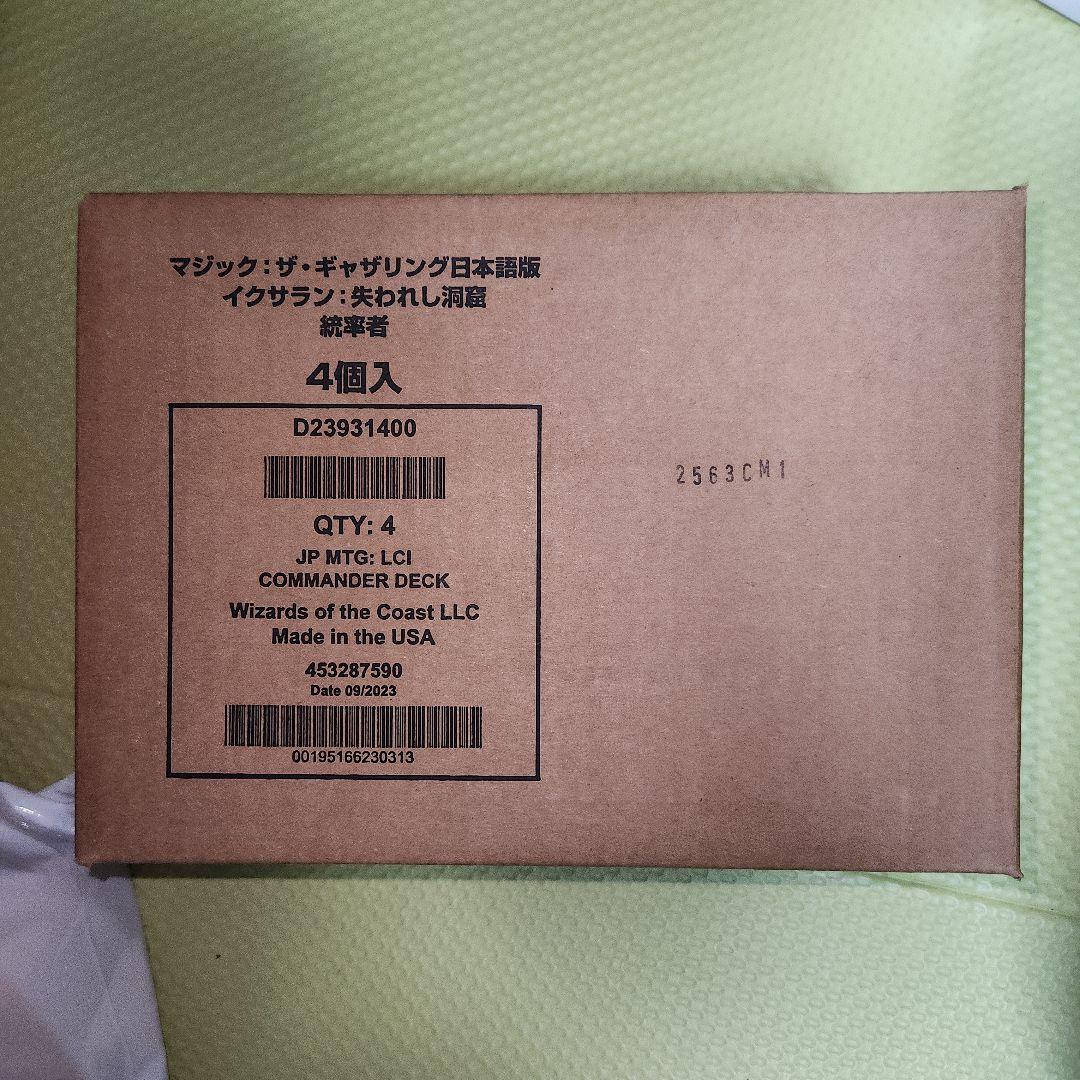 マジック：ザ・ギャザリング日本語版
イクサラン：失われし洞窟
統率者
4個入
D23931400
QTY: 4
JP MTG: LCI
COMMANDER DECK
Wizards of the Coast LLC
Made in the USA
453287590
Date 09/2023
00195166230313
2563CM1